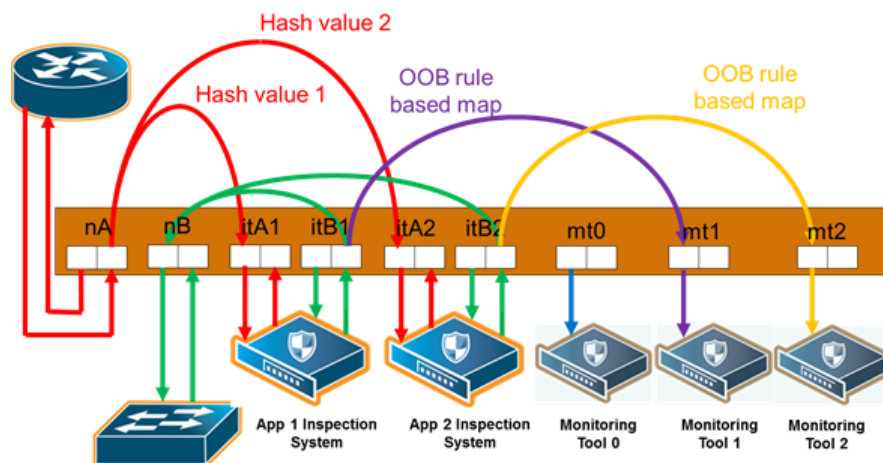 Hash value 2
Hash value 1
OOB rule
based map
OOB rule
based map
nA
nB
itA1
itB1
itA2
itB2
mt0
mt1
mt2
App 1 Inspection
System
App 2 Inspection
System
Monitoring
Tool 0
Monitoring
Tool 1
Monitoring
Tool 2